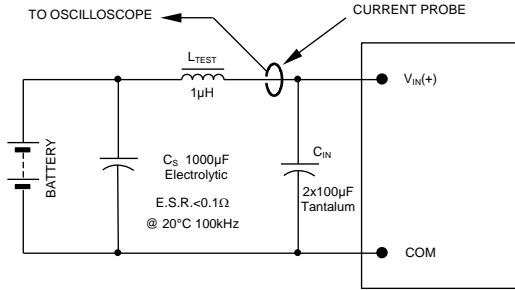 TO OSCILLOSCOPE
CURRENT PROBE
LTEST
1µH
VIN(+)
BATTERY
CS 1000µF
Electrolytic
E.S.R.<0.1Ω
@ 20°C 100kHz
CIN
2x100µF
Tantalum
COM